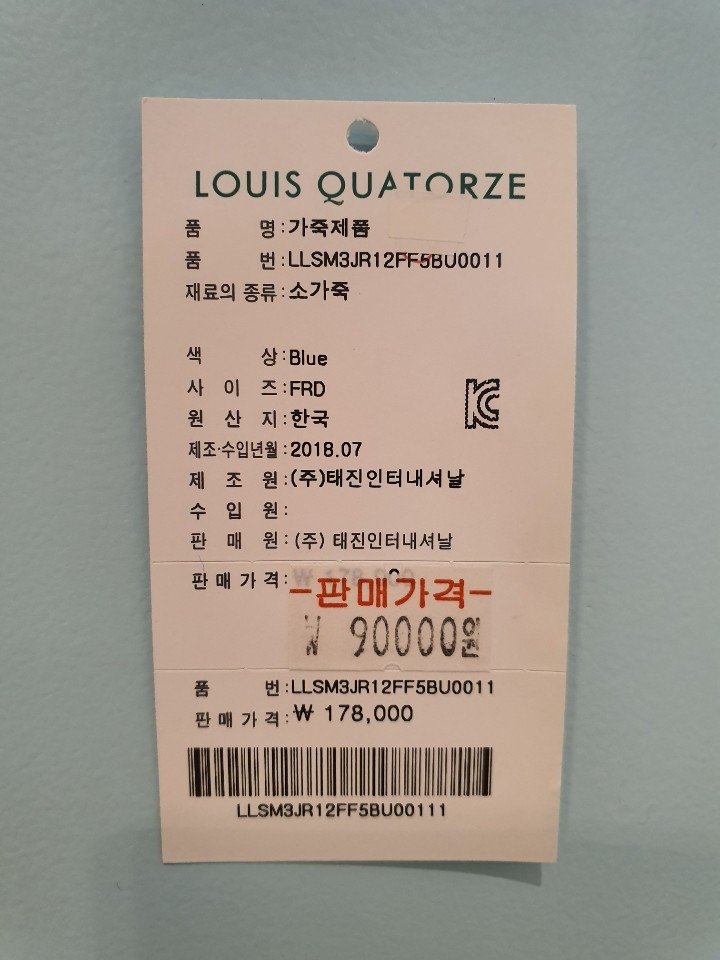 LOUIS QUATORZE
품 명:가죽제품
품 번:LLSM3JR12FF5BU0011
재료의 종류:소가죽
색 상:Blue
사 이 즈:FRD
원 산 지:한국
제조·수입년월:2018.07
제 조 원:(주)태진인터내셔날
수 입 원:
판 매 원:(주) 태진인터내셔날
판 매 가 격:₩ 178,000
-판매가격-
₩ 90000원
품 번:LLSM3JR12FF5BU0011
판 매 가 격:₩ 178,000
LLSM3JR12FF5BU00111